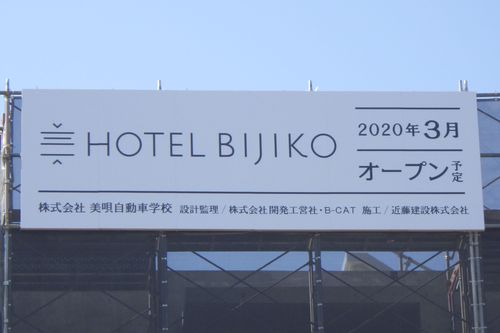 HOTEL BIJIKO
2020年3月
オープン予定
株式会社 美唄自動車学校 設計監理/株式会社開発工営社・B-CAT 施工/近藤建設株式会社